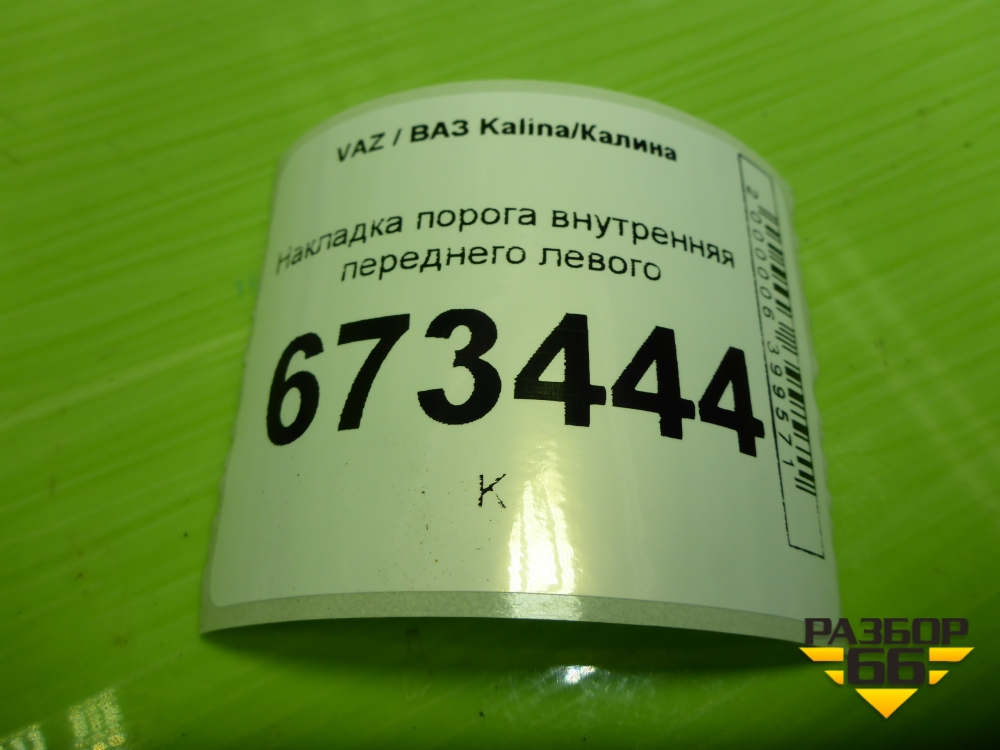 VAZ / ВАЗ Kalina/Калина
Накладка порога внутренняя
переднего левого
673444
К
2000006399571
РАЗБОР
66